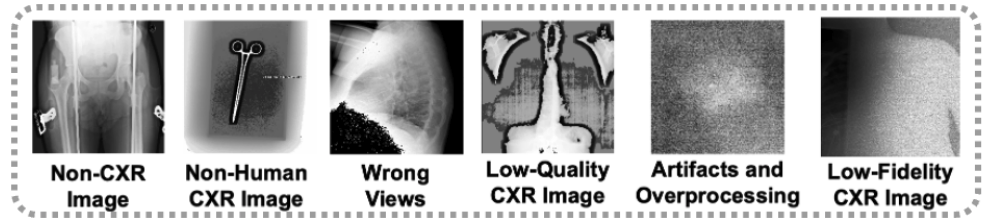 Non-CXR
Image
Non-Human
CXR Image
Wrong
Views
Low-Quality
CXR Image
Artifacts and
Overprocessing
Low-Fidelity
CXR Image